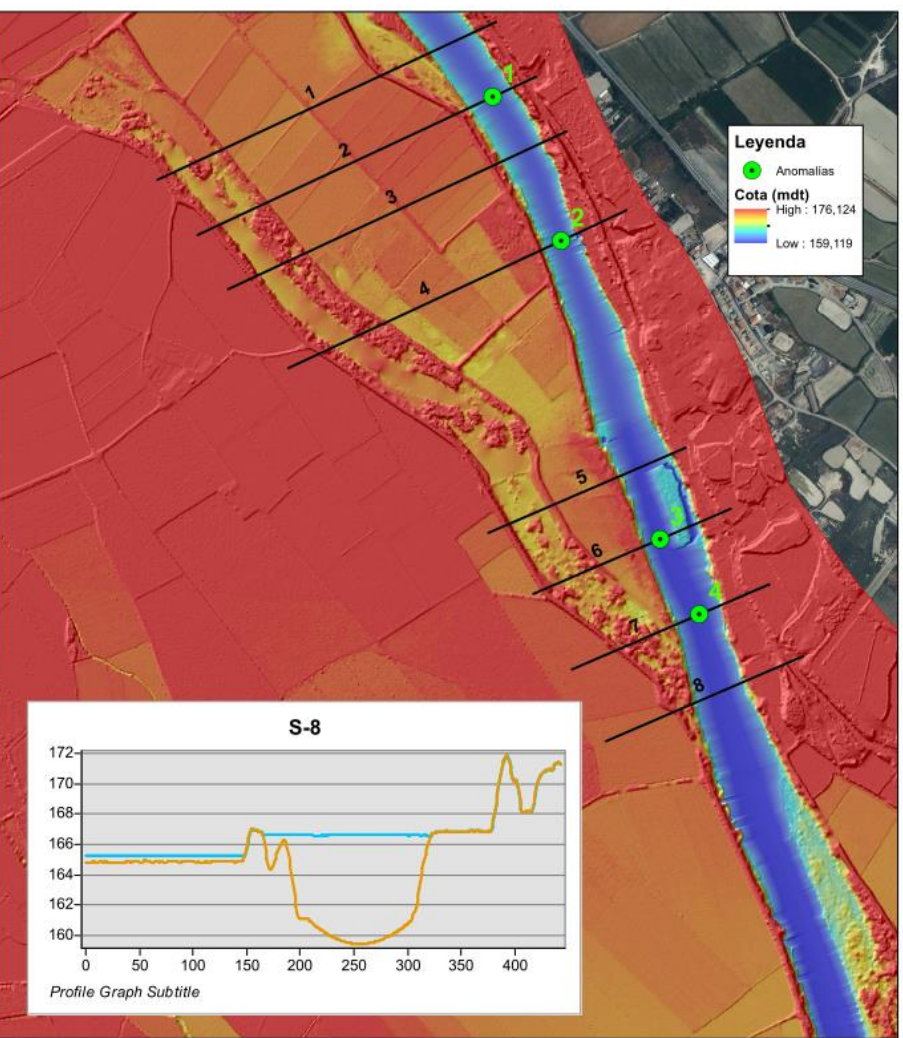 1
1
2
2
3
4
Leyenda
Anomalías
Cota (mdt)
High : 176,124
Low : 159,119
5
3
6
4
7
8
S-8
172
170
168
166
164
162
160
0 50 100 150 200 250 300 350 400
Profile Graph Subtitle